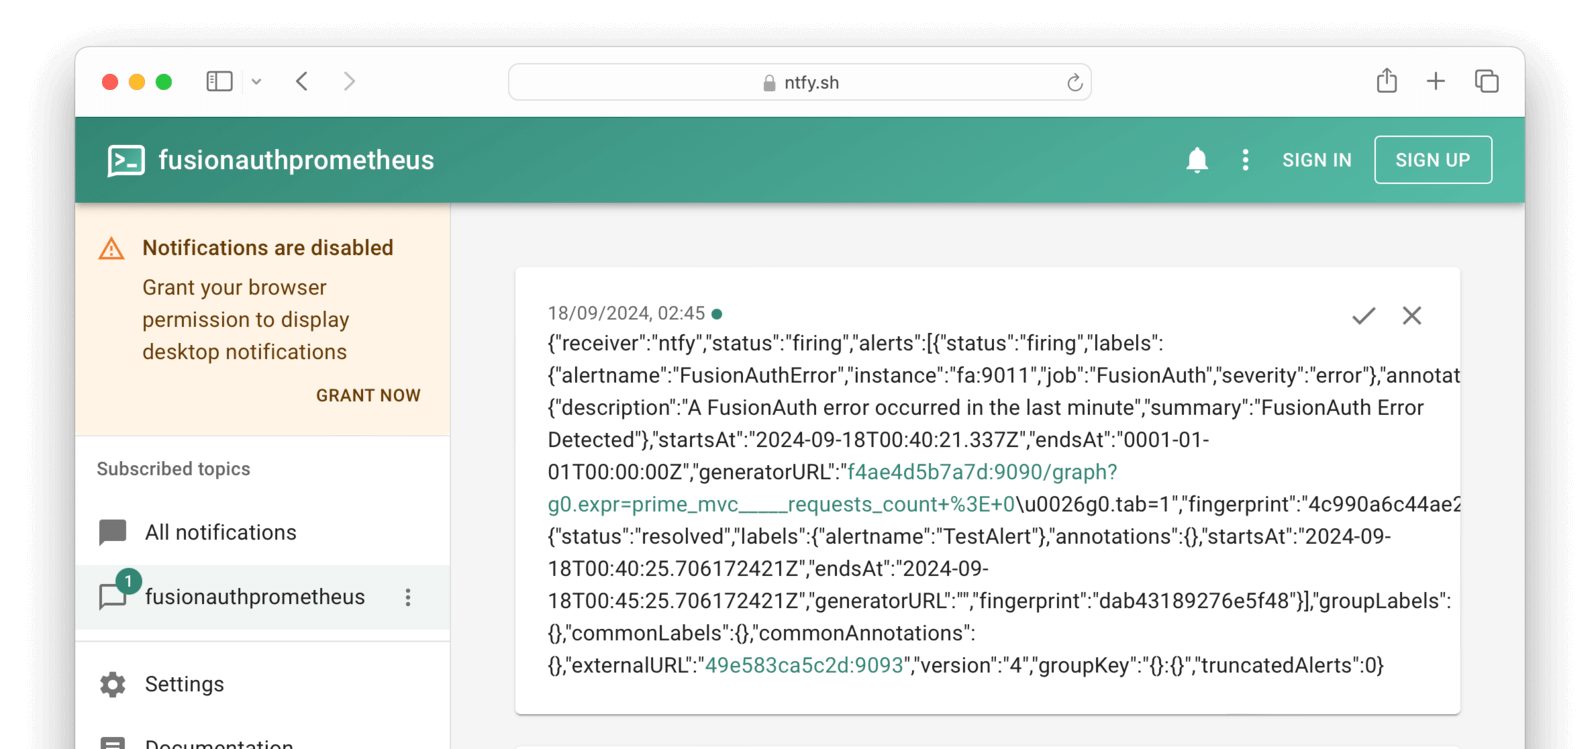 ntfy.sh
fusionauthprometheus
SIGN IN
SIGN UP
Notifications are disabled
Grant your browser
permission to display
desktop notifications
GRANT NOW
Subscribed topics
All notifications
1
fusionauthprometheus
Settings
Documentation
18/09/2024, 02:45
{"receiver":"ntfy","status":"firing","alerts":[{"status":"firing","labels":
{"alertname":"FusionAuthError","instance":"fa:9011","job":"FusionAuth","severity":"error"},"annotat
{"description":"A FusionAuth error occurred in the last minute","summary":"FusionAuth Error
Detected"},"startsAt":"2024-09-18T00:40:21.337Z","endsAt":"0001-01-
01T00:00:00Z","generatorURL":"f4ae4d5b7a7d:9090/graph?
g0.expr=prime_mvc_____requests_count+%3E+0\u0026g0.tab=1","fingerprint":"4c990a6c44ae2
{"status":"resolved","labels":{"alertname":"TestAlert"},"annotations":{},"startsAt":"2024-09-
18T00:40:25.706172421Z","endsAt":"2024-09-
18T00:45:25.706172421Z","generatorURL":"","fingerprint":"dab43189276e5f48"}],"groupLabels":
{},"commonLabels":{},"commonAnnotations":
{},"externalURL":"49e583ca5c2d:9093","version":"4","groupKey":"{}:{}","truncatedAlerts":0}